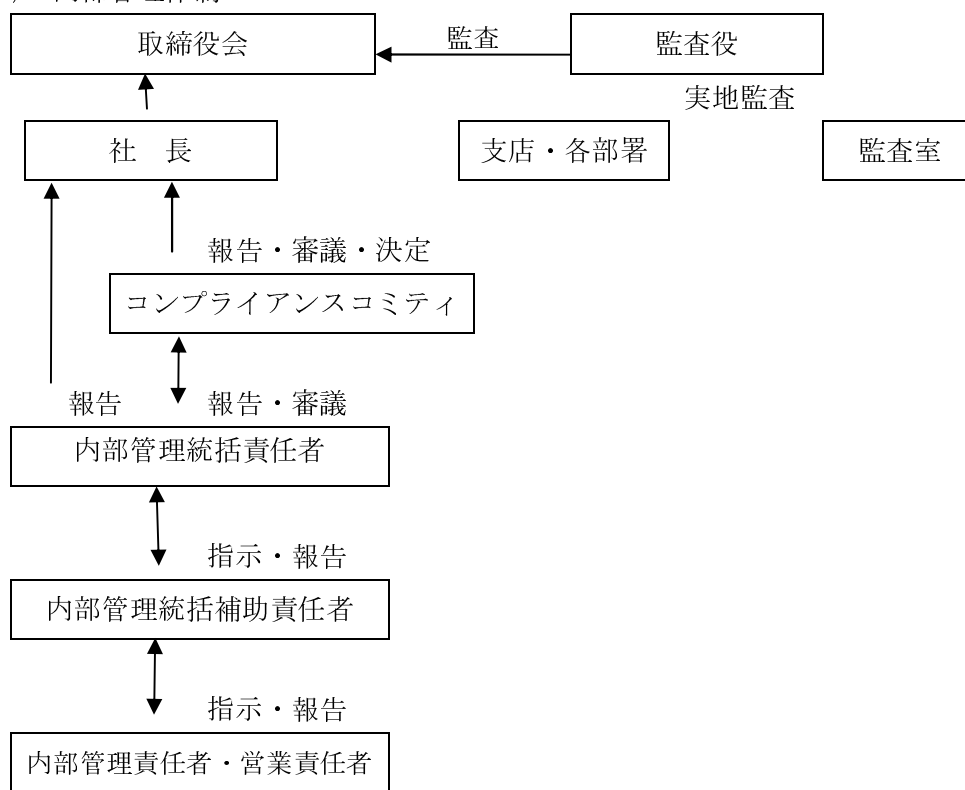 取締役会
監査
監査役
実地監査
社 長
支店・各部署
監査室
報告・審議・決定
コンプライアンスコミティ
報告
報告・審議
内部管理統括責任者
指示・報告
内部管理統括補助責任者
指示・報告
内部管理責任者・営業責任者